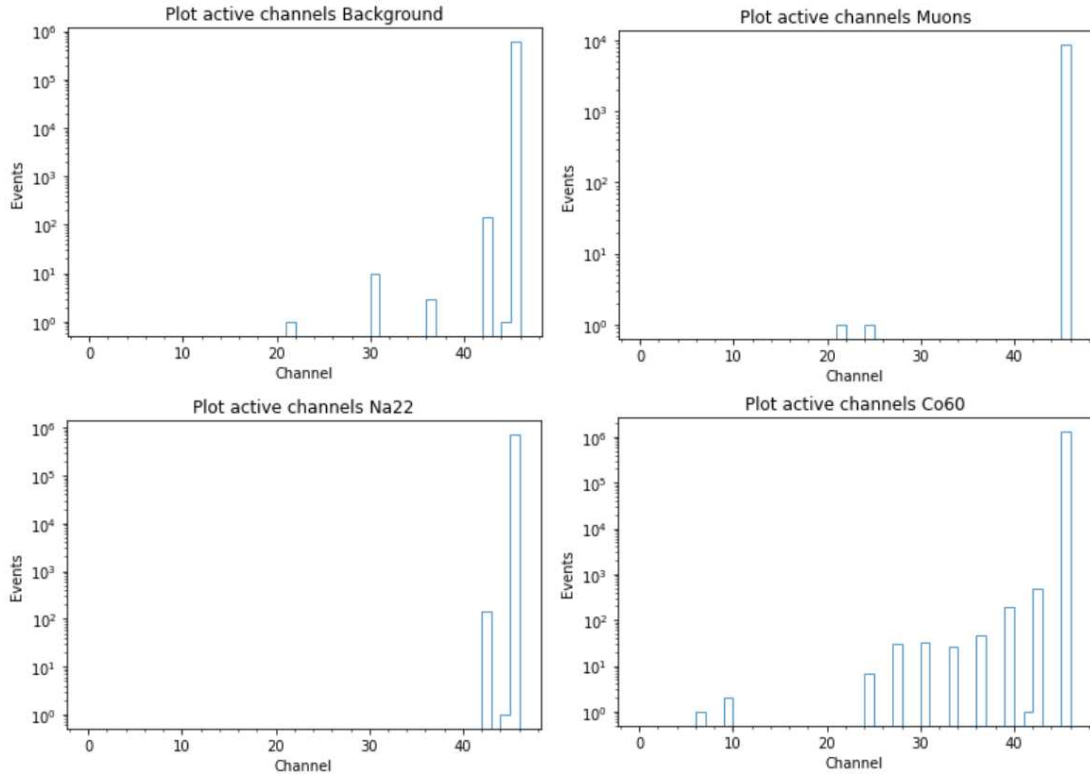 Plot active channels Background
10⁶
10⁵
10⁴
10³
10²
10¹
10⁰
Events
0 10 20 30 40
Channel
Plot active channels Muons
10⁴
10³
10²
10¹
10⁰
Events
0 10 20 30 40
Channel
Plot active channels Na22
10⁶
10⁵
10⁴
10³
10²
10¹
10⁰
Events
0 10 20 30 40
Channel
Plot active channels Co60
10⁶
10⁵
10⁴
10³
10²
10¹
10⁰
Events
0 10 20 30 40
Channel